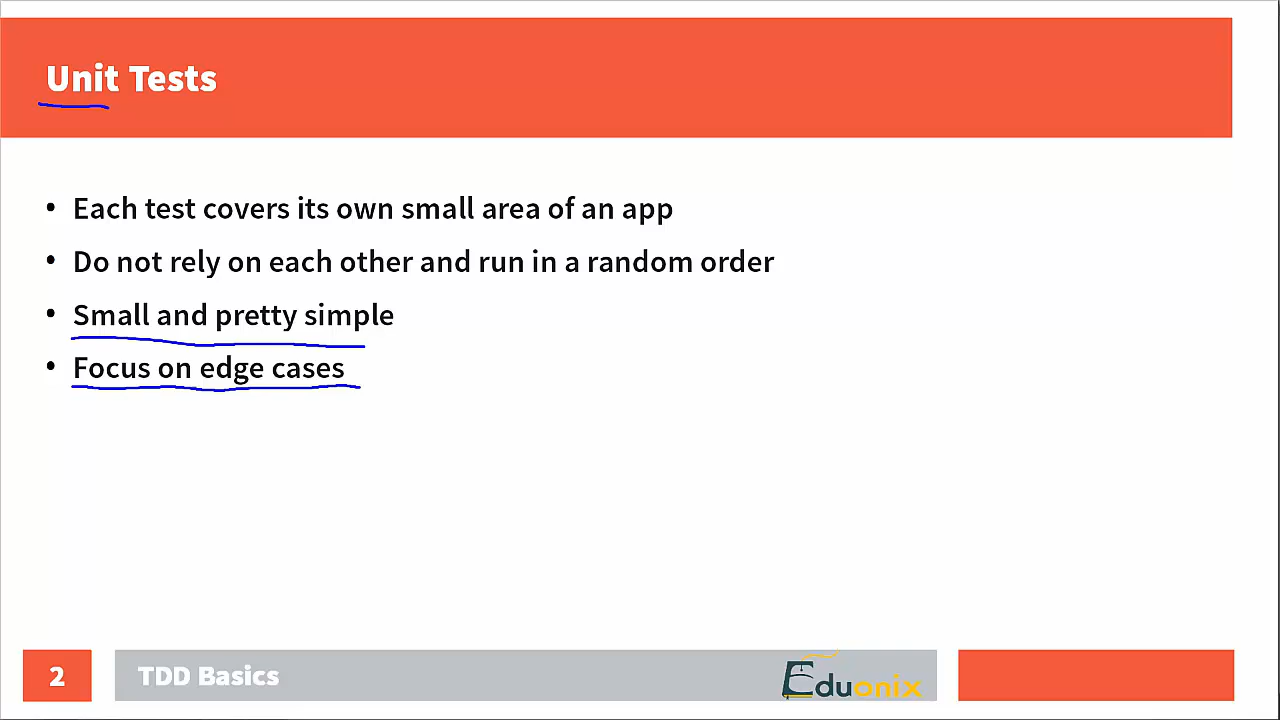 Unit Tests
• Each test covers its own small area of an app
• Do not rely on each other and run in a random order
• Small and pretty simple
• Focus on edge cases
2
TDD Basics
Eduonix